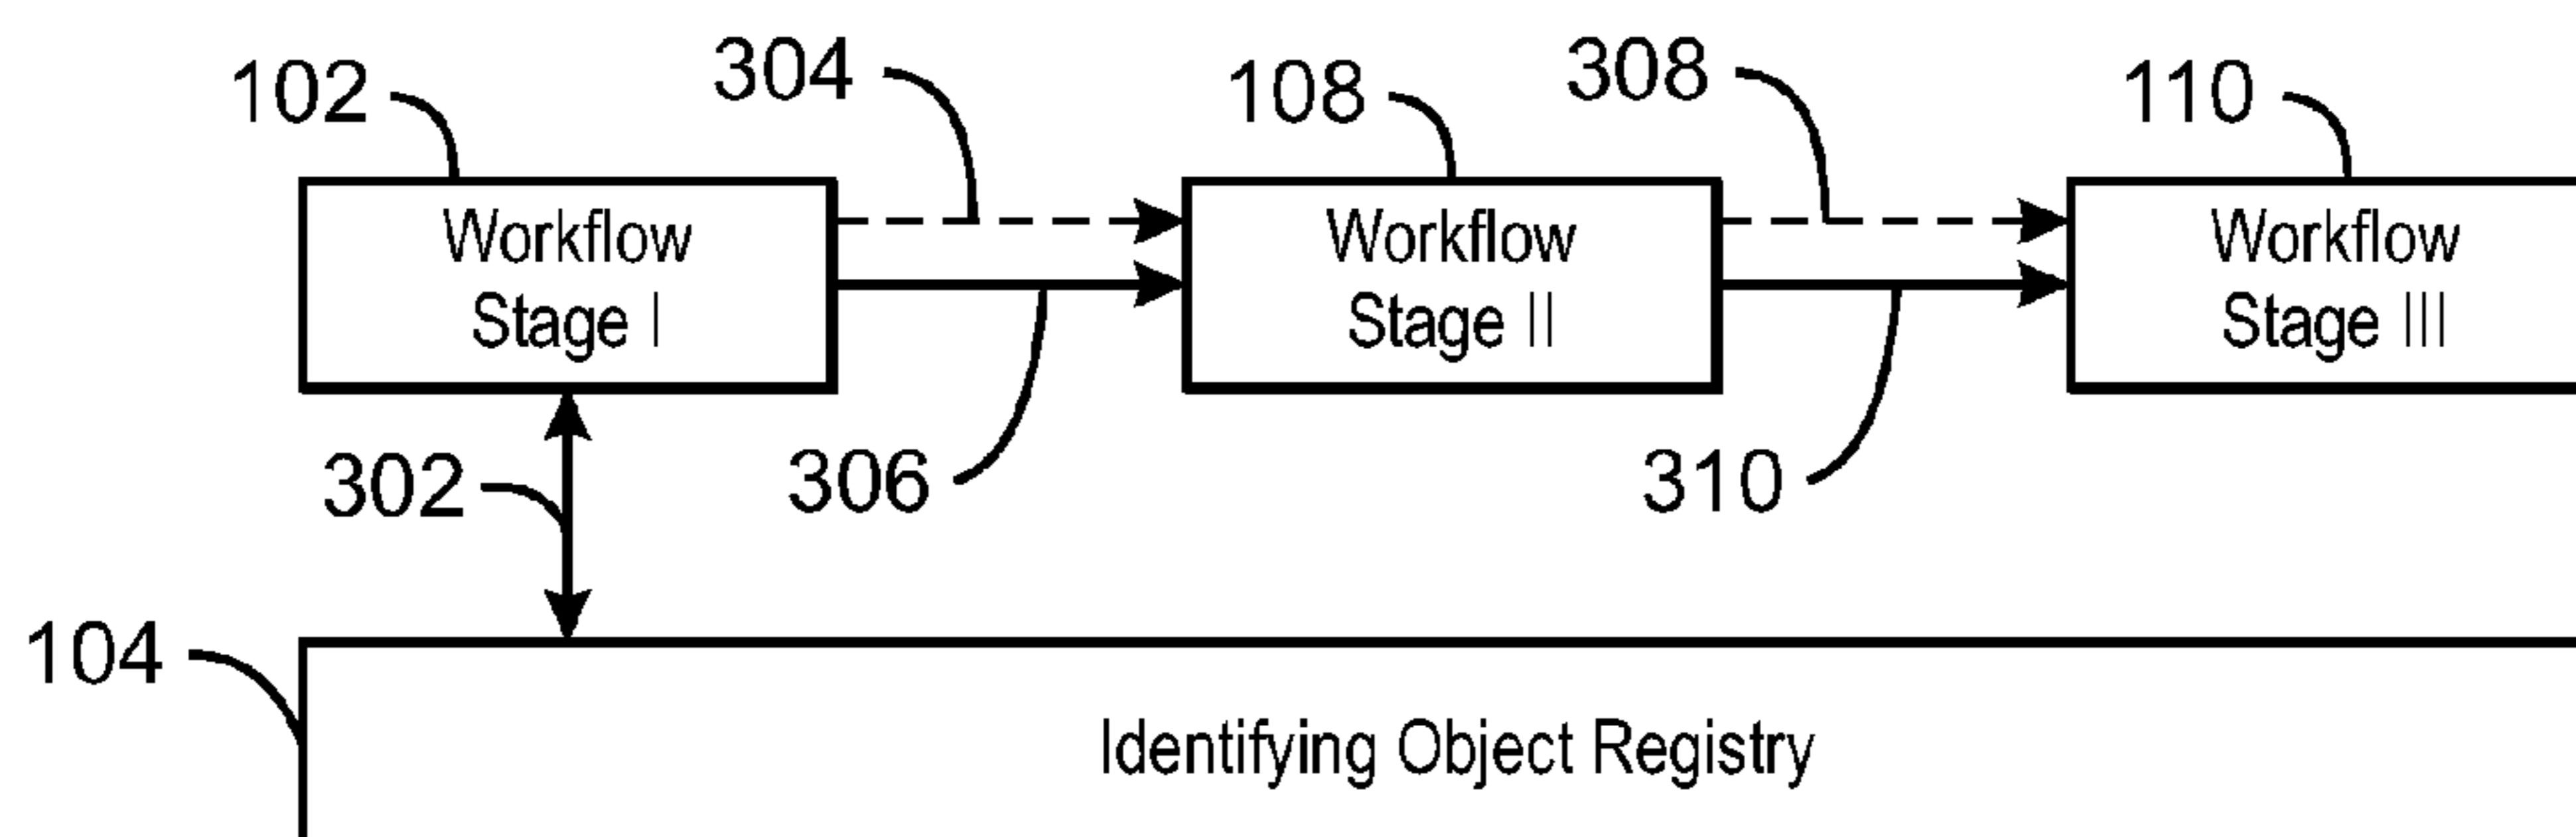 102
304
108
308
110
Workflow
Stage I
Workflow
Stage II
Workflow
Stage III
302
306
310
104
Identifying Object Registry